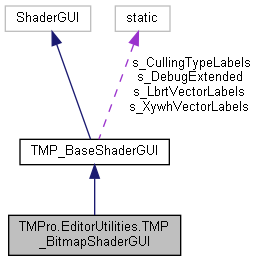 ShaderGUI
static
s_CullingTypeLabels
s_DebugExtended
s_LbrtVectorLabels
s_XywhVectorLabels
TMP_BaseShaderGUI
TMPro.EditorUtilities.TMP
_BitmapShaderGUI